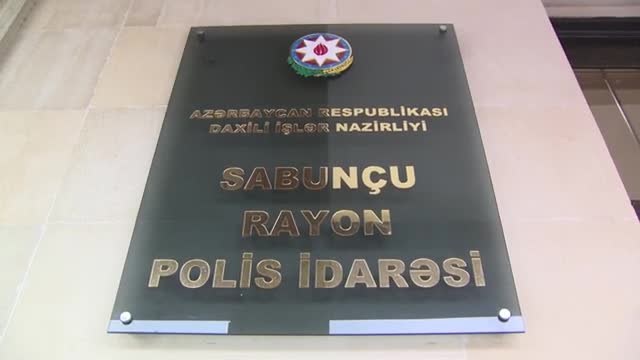 AZƏRBAYCAN RESPUBLİKASI
DAXİLİ İŞLƏR NAZİRLİYİ
SABUNÇU
RAYON
POLİS İDARƏSİ